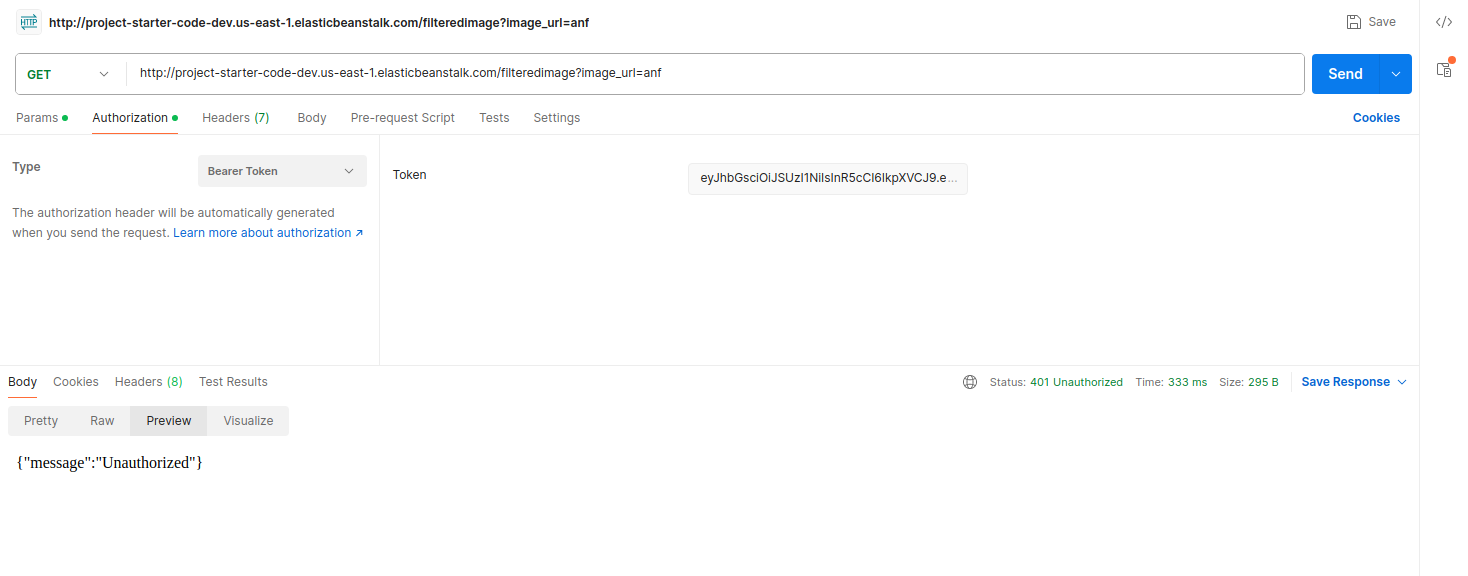 HTTP http://project-starter-code-dev.us-east-1.elasticbeanstalk.com/filteredimage?image_url=anf Save </>
GET http://project-starter-code-dev.us-east-1.elasticbeanstalk.com/filteredimage?image_url=anf Send
Params Authorization Headers (7) Body Pre-request Script Tests Settings Cookies
Type Bearer Token Token eyJhbGsciOiJSUzI1NiIsInR5cCI6IkpXVCJ9.e...
The authorization header will be automatically generated
when you send the request. Learn more about authorization ↗
Body Cookies Headers (8) Test Results Status: 401 Unauthorized Time: 333 ms Size: 295 B Save Response
Pretty Raw Preview Visualize
{"message":"Unauthorized"}